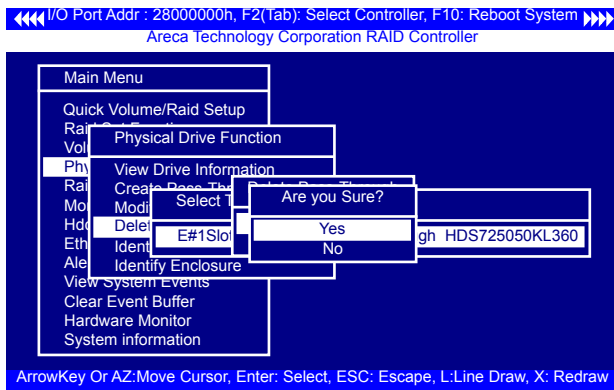 I/O Port Addr : 28000000h, F2(Tab): Select Controller, F10: Reboot System
Areca Technology Corporation RAID Controller
Main Menu
Quick Volume/Raid Setup
Physical Drive Function
View Drive Information
Select
Are you Sure?
Yes
No
E#1Slo
gh HDS725050KL360
Identify Enclosure
View System Events
Clear Event Buffer
Hardware Monitor
System information
ArrowKey Or AZ:Move Cursor, Enter: Select, ESC: Escape, L:Line Draw, X: Redraw